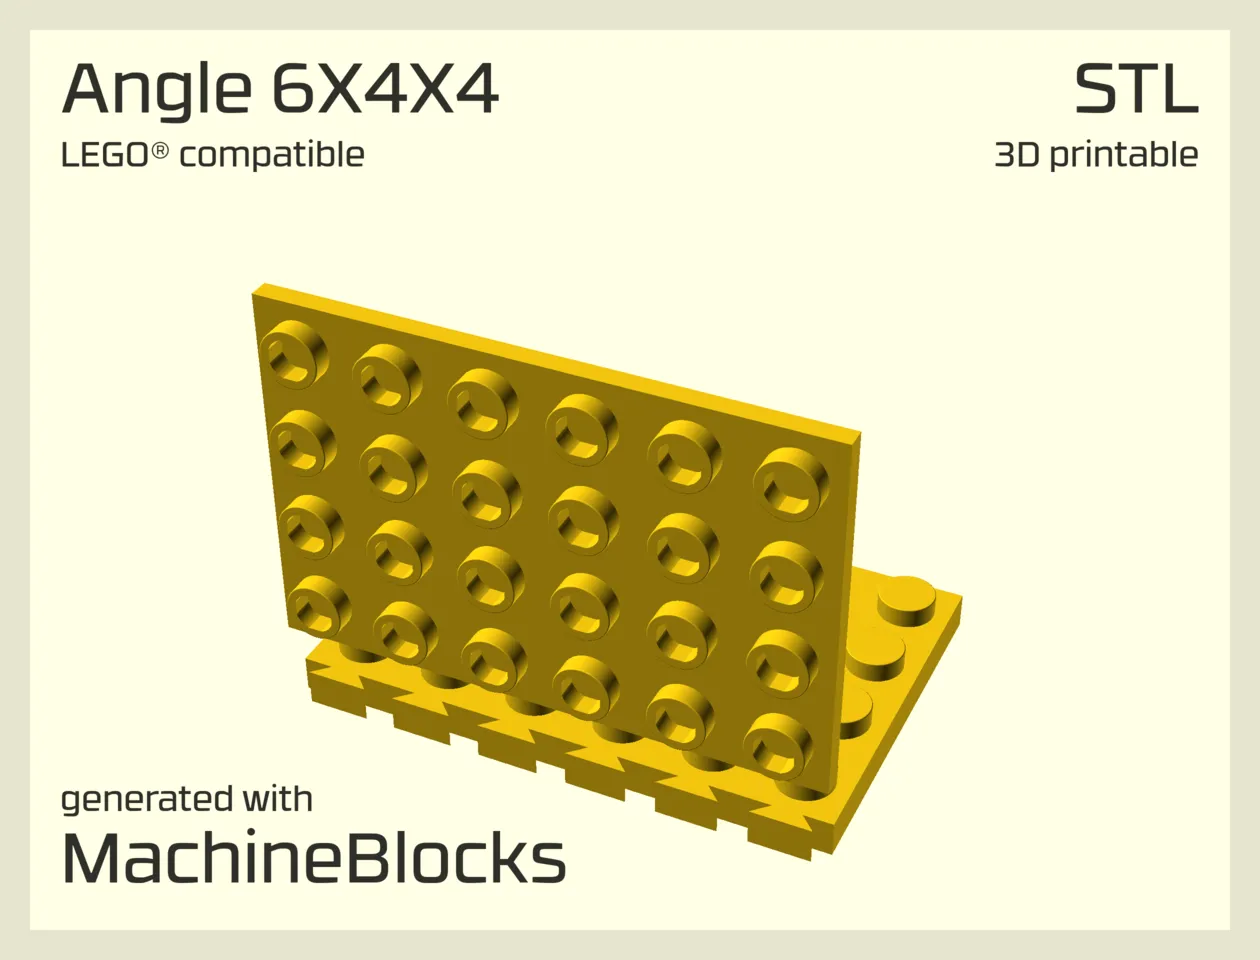 Angle 6X4X4
STL
LEGO® compatible
3D printable
generated with
MachineBlocks